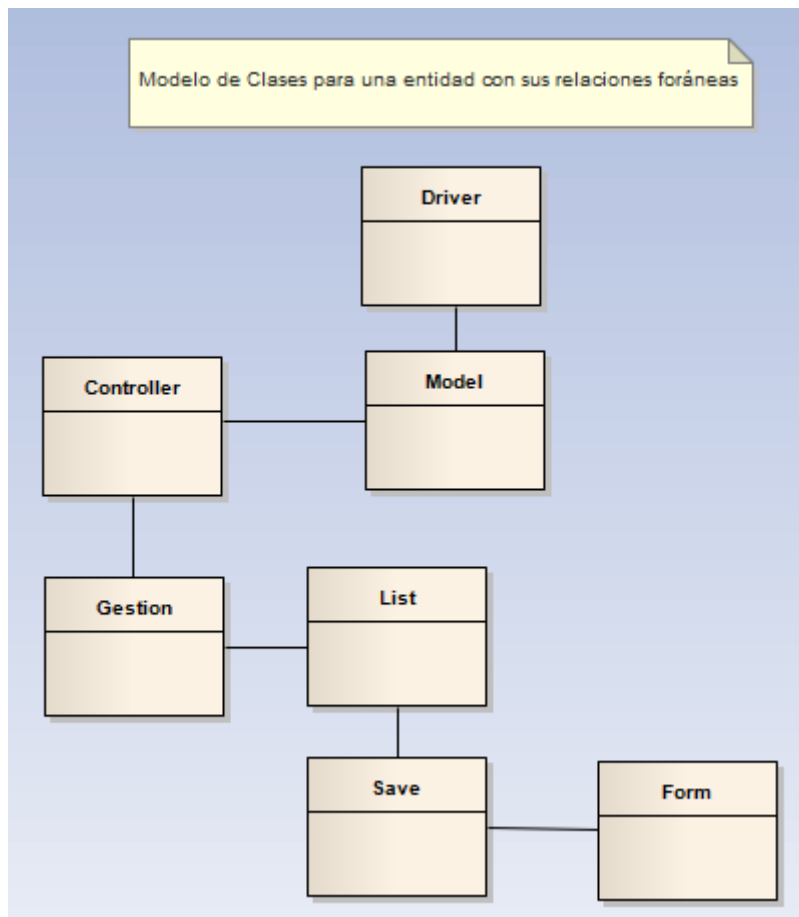 Modelo de Clases para una entidad con sus relaciones foráneas
Driver
Controller
Model
Gestion
List
Save
Form